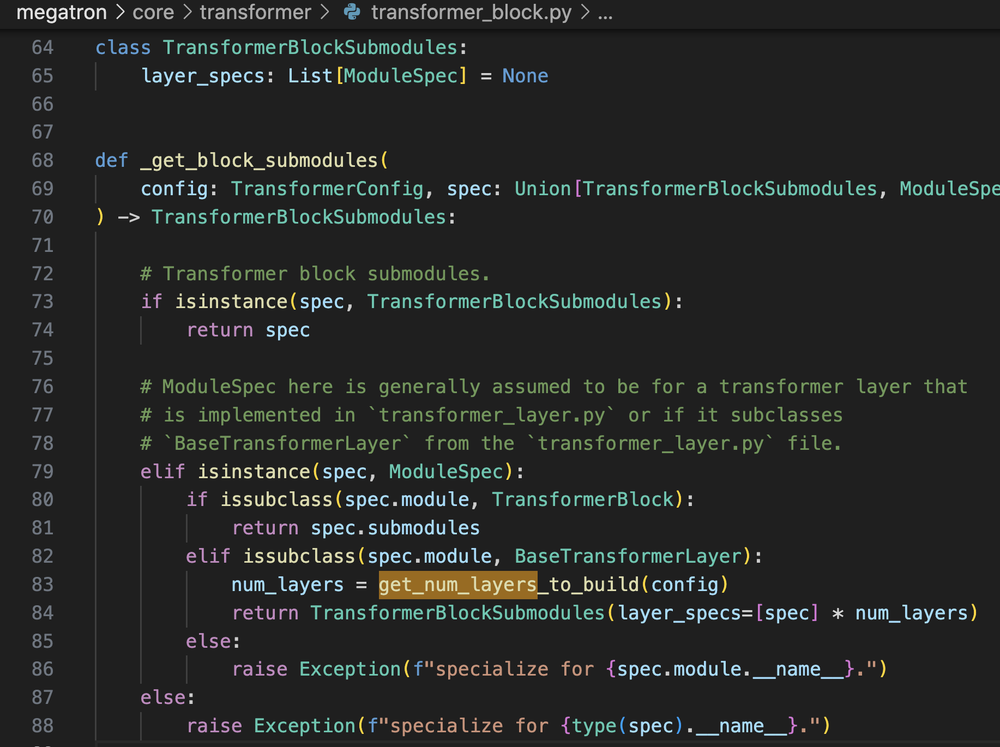 megatron > core > transformer > transformer_block.py > ...
64 class TransformerBlockSubmodules:
65     layer_specs: List[ModuleSpec] = None
66
67
68 def _get_block_submodules(
69     config: TransformerConfig, spec: Union[TransformerBlockSubmodules, ModuleSpe
70 ) -> TransformerBlockSubmodules:
71
72     # Transformer block submodules.
73     if isinstance(spec, TransformerBlockSubmodules):
74         return spec
75
76     # ModuleSpec here is generally assumed to be for a transformer layer that
77     # is implemented in `transformer_layer.py` or if it subclasses
78     # `BaseTransformerLayer` from the `transformer_layer.py` file.
79     elif isinstance(spec, ModuleSpec):
80         if issubclass(spec.module, TransformerBlock):
81             return spec.submodules
82         elif issubclass(spec.module, BaseTransformerLayer):
83             num_layers = get_num_layers_to_build(config)
84             return TransformerBlockSubmodules(layer_specs=[spec] * num_layers)
85         else:
86             raise Exception(f"specialize for {spec.module.__name__}.")
87     else:
88         raise Exception(f"specialize for {type(spec).__name__}.")